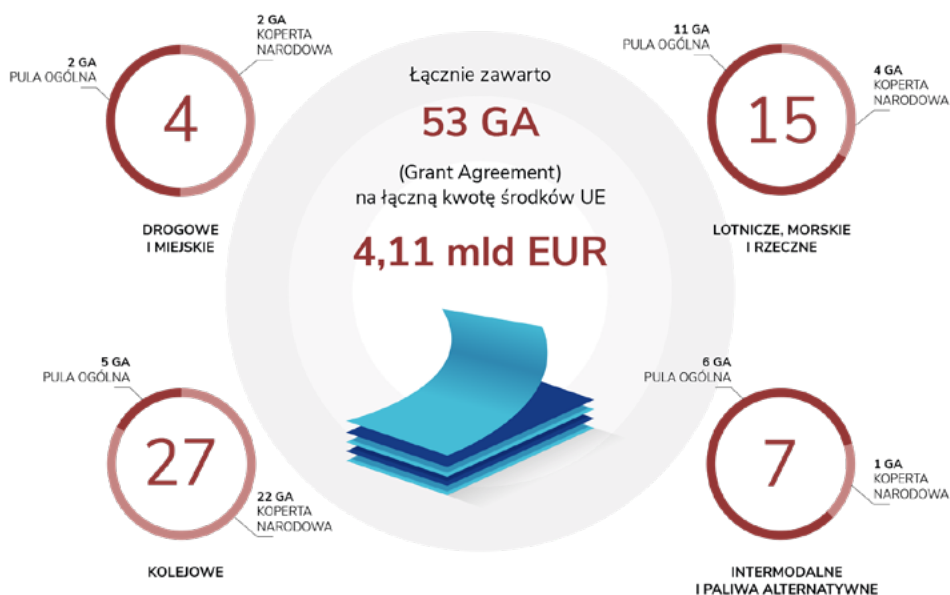 2 GA
PULA OGÓLNA
2 GA
KOPERTA
NARODOWA
4
DROGOWE
I MIEJSKIE
Łącznie zawarto
53 GA
(Grant Agreement)
na łączną kwotę środków UE
4,11 mld EUR
11 GA
PULA OGÓLNA
4 GA
KOPERTA
NARODOWA
15
LOTNICZE, MORSKIE
I RZECZNE
5 GA
PULA OGÓLNA
27
22 GA
KOPERTA
NARODOWA
KOLEJOWE
6 GA
PULA OGÓLNA
7
1 GA
KOPERTA
NARODOWA
INTERMODALNE
I PALIWA ALTERNATYWNE